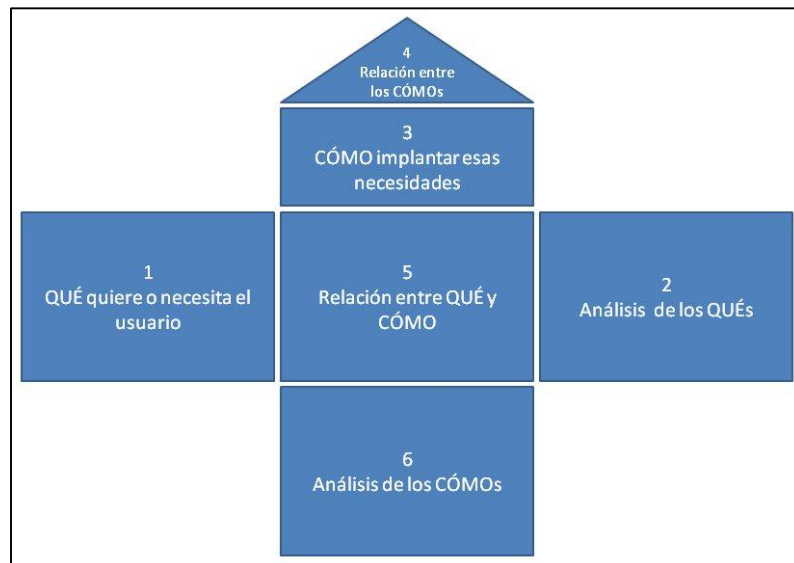 4
Relación entre
los CÓMOs
3
CÓMO implantar esas
necesidades
1
QUÉ quiere o necesita el
usuario
5
Relación entre QUÉ y
CÓMO
2
Análisis de los QUÉs
6
Análisis de los CÓMOs